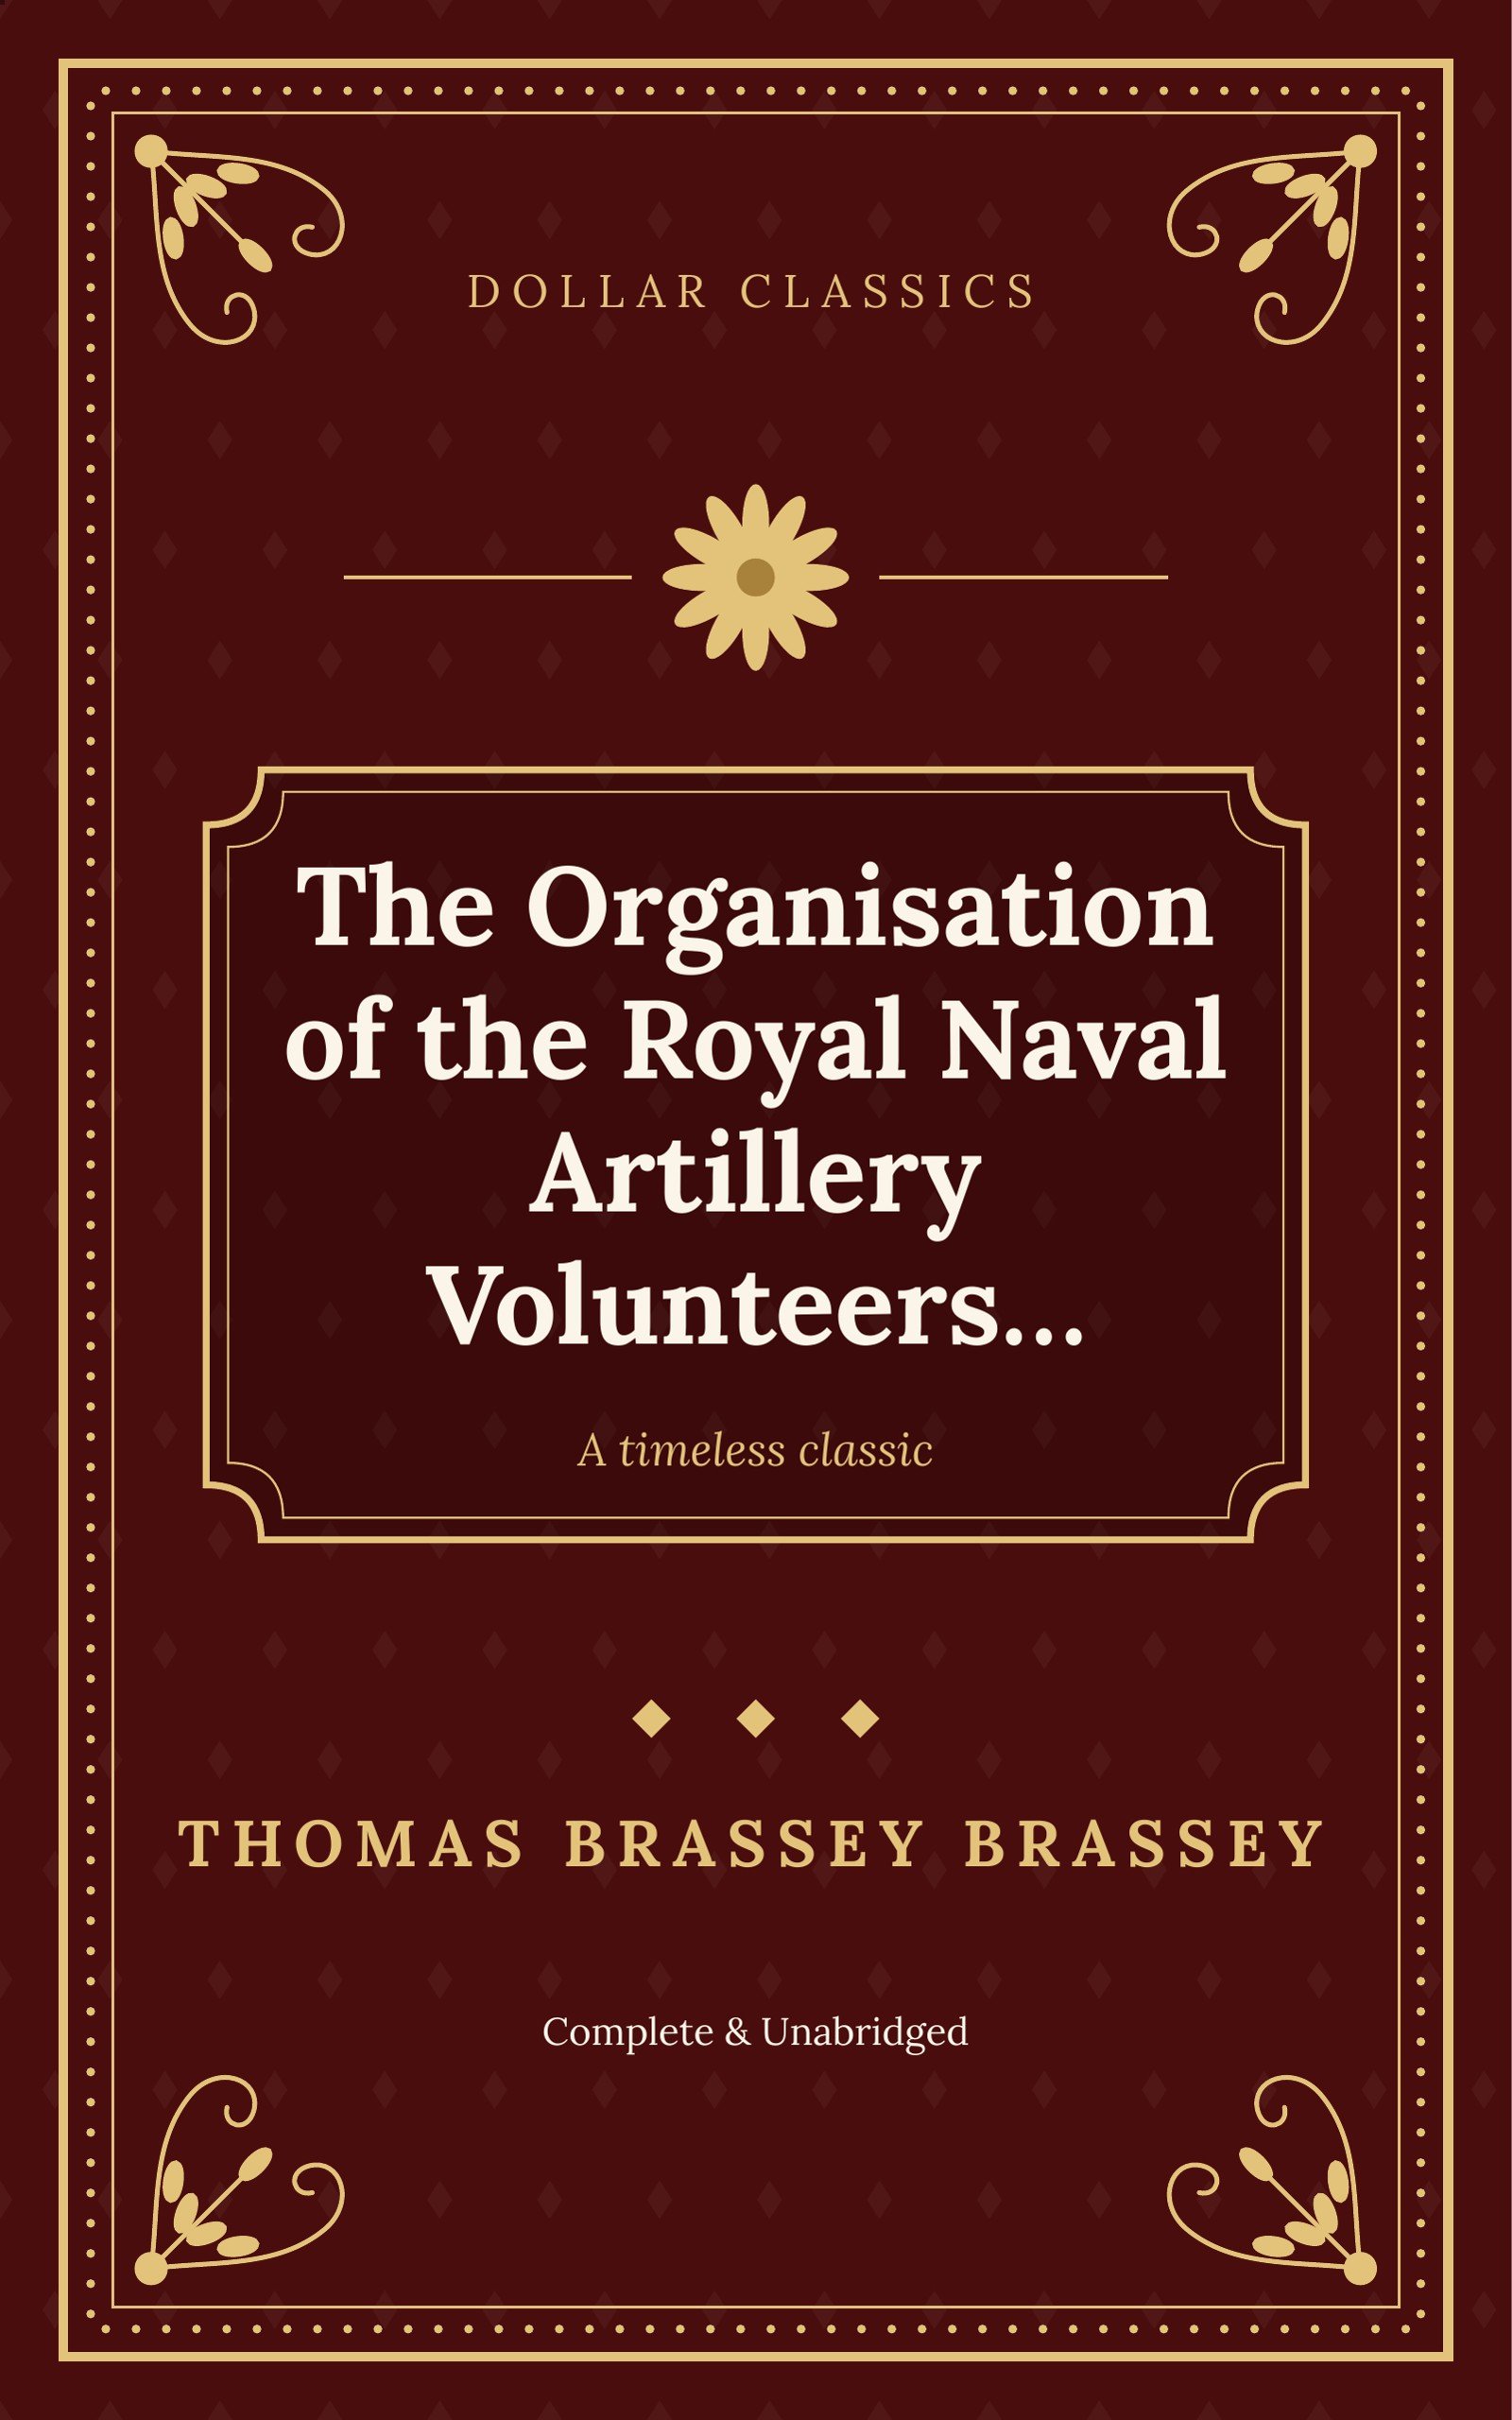 DOLLAR CLASSICS
The Organisation
of the Royal Naval
Artillery
Volunteers...
A timeless classic
THOMAS BRASSEY BRASSEY
Complete & Unabridged